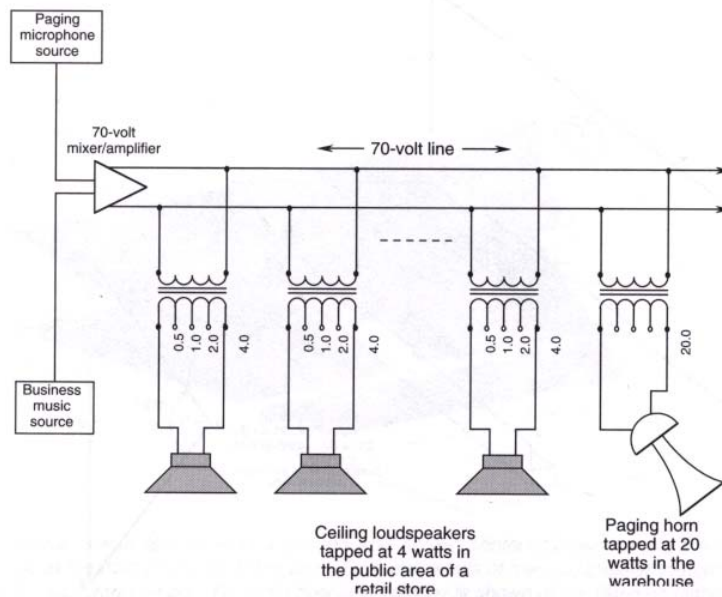 Paging
microphone
source
70-volt
mixer/amplifier
70-volt line
0.5
1.0
2.0
4.0
0.5
1.0
2.0
4.0
0.5
1.0
2.0
4.0
20.0
Business
music
source
Ceiling loudspeakers
tapped at 4 watts in
the public area of a
retail store
Paging horn
tapped at 20
watts in the
warehouse